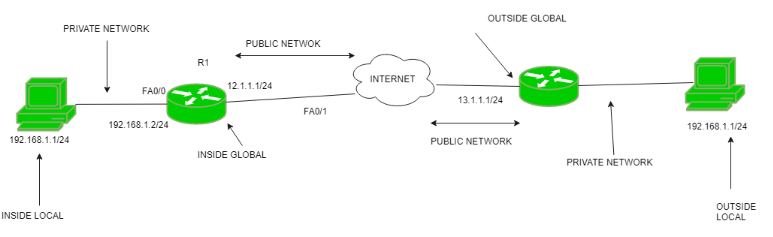 OUTSIDE GLOBAL
PRIVATE NETWORK
PUBLIC NETWOK
R1
INTERNET
FA0/0
12.1.1.1/24
13.1.1.1/24
FA0/1
192.168.1.2/24
192.168.1.1/24
192.168.1.1/24
PUBLIC NETWORK
INSIDE GLOBAL
PRIVATE NETWORK
INSIDE LOCAL
OUTSIDE
LOCAL